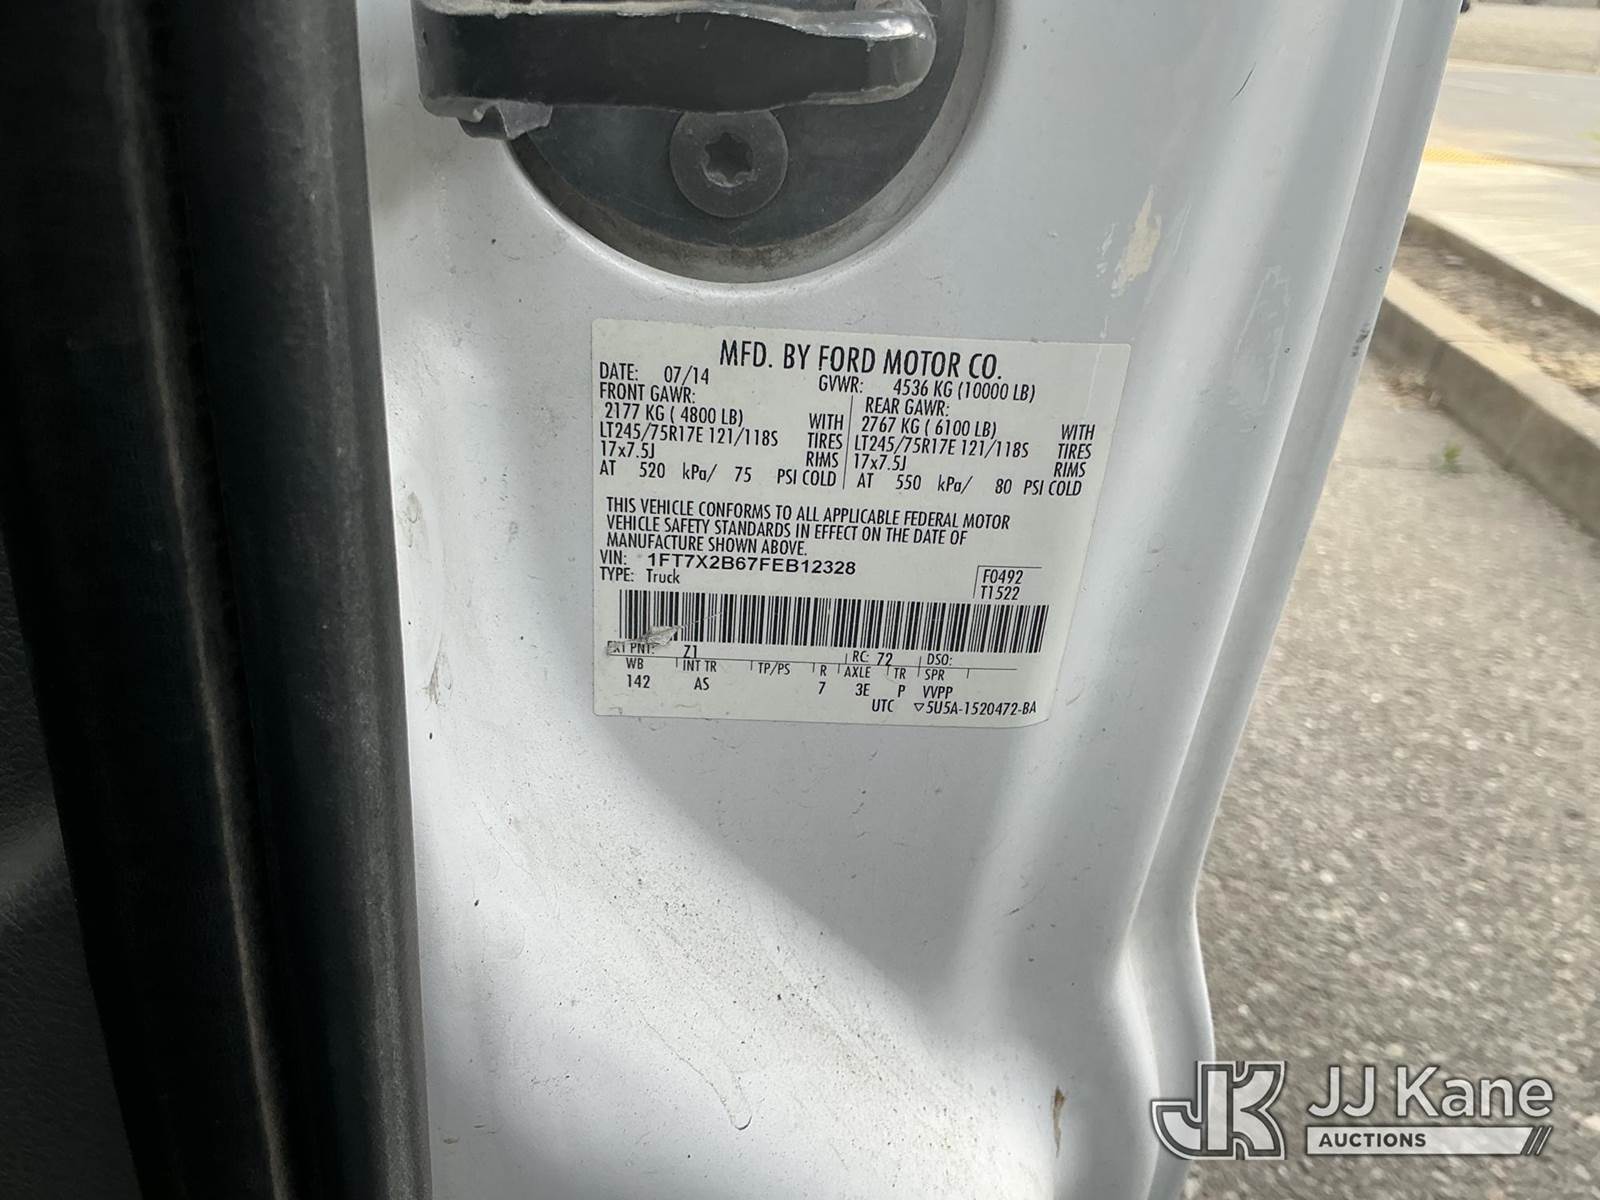 MFD. BY FORD MOTOR CO.
DATE: 07/14 GVWR: 4536 KG (10000 LB)
FRONT GAWR: REAR GAWR:
2177 KG ( 4800 LB) WITH 2767 KG ( 6100 LB) WITH
LT245/75R17E 121/118S TIRES LT245/75R17E 121/118S TIRES
17x7.5J RIMS 17x7.5J RIMS
AT 520 kPa/ 75 PSI COLD AT 550 kPa/ 80 PSI COLD
THIS VEHICLE CONFORMS TO ALL APPLICABLE FEDERAL MOTOR
VEHICLE SAFETY STANDARDS IN EFFECT ON THE DATE OF
MANUFACTURE SHOWN ABOVE.
VIN: 1FT7X2B67FEB12328
TYPE: Truck
F0492
T1522
EXT PNT: Z1 RC: 72 DSO:
WB INT TR TP/PS R AXLE TR SPR
142 AS 7 3E P VVPP
UTC ▽5U5A-1520472-BA
JK JJ Kane
AUCTIONS